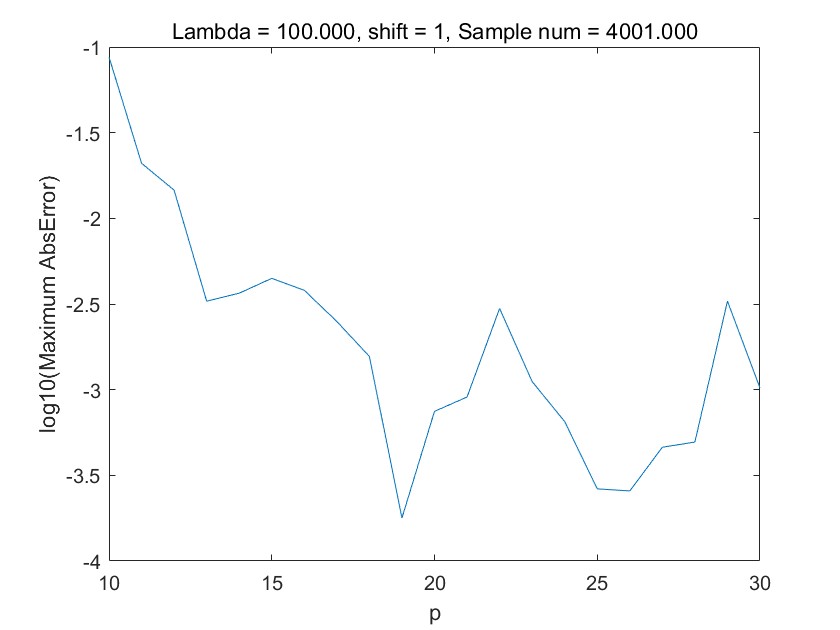 Lambda = 100.000, shift = 1, Sample num = 4001.000
-1
-1.5
-2
-2.5
-3
-3.5
-4
log10(Maximum AbsError)
10 15 20 25 30
p